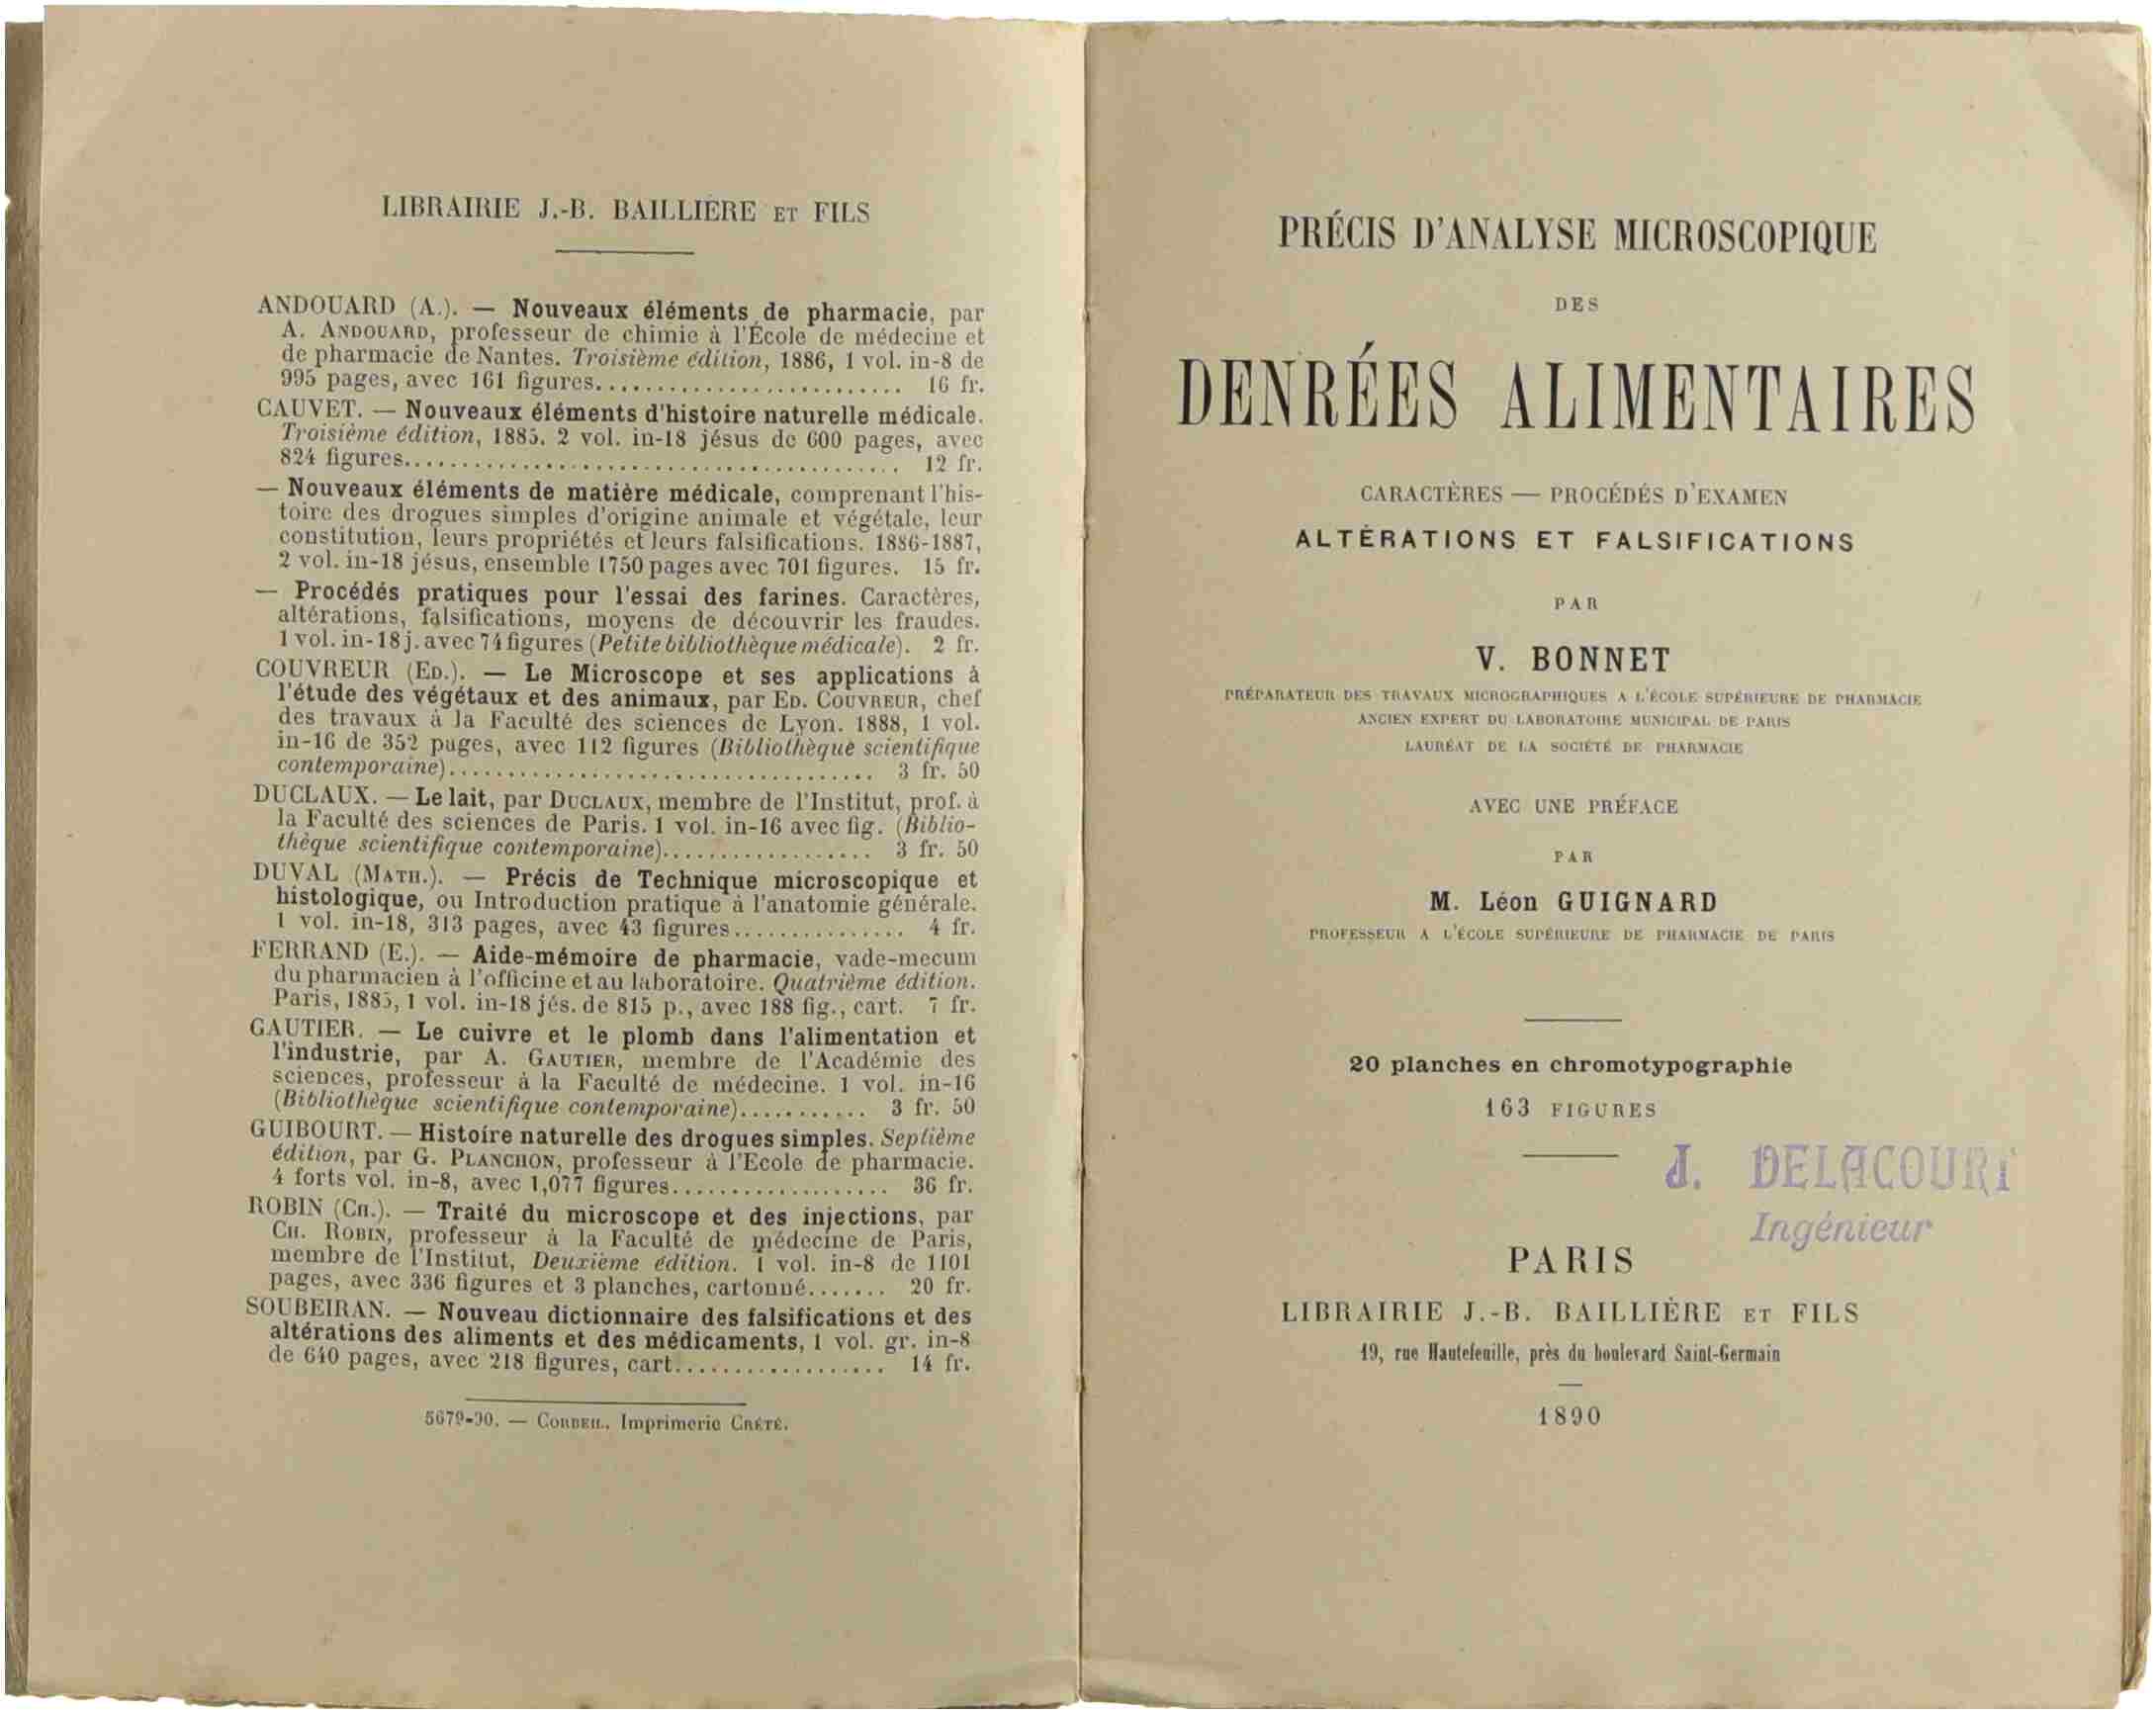 LIBRAIRIE J.-B. BAILLIÈRE ET FILS
ANDOUARD (A.). — Nouveaux éléments de pharmacie, par
A. ANDOUARD, professeur de chimie à l'École de médecine et
de pharmacie de Nantes. Troisième édition, 1886, 1 vol. in-8 de
995 pages, avec 161 figures........................... 16 fr.
CAUVET. — Nouveaux éléments d'histoire naturelle médicale.
Troisième édition, 1885. 2 vol. in-18 jésus de 600 pages, avec
824 figures............................................ 12 fr.
— Nouveaux éléments de matière médicale, comprenant l'his-
toire des drogues simples d'origine animale et végétale, leur
constitution, leurs propriétés et leurs falsifications. 1886-1887,
2 vol. in-18 jésus, ensemble 1750 pages avec 701 figures. 15 fr.
— Procédés pratiques pour l'essai des farines. Caractères,
altérations, falsifications, moyens de découvrir les fraudes.
1 vol. in-18 j. avec 74 figures (Petite bibliothèque médicale). 2 fr.
COUVREUR (ED.). — Le Microscope et ses applications à
l'étude des végétaux et des animaux, par ED. COUVREUR, chef
des travaux à la Faculté des sciences de Lyon. 1888, 1 vol.
in-16 de 352 pages, avec 112 figures (Bibliothèque scientifique
contemporaine).................................... 3 fr. 50
DUCLAUX. — Le lait, par DUCLAUX, membre de l'Institut, prof. à
la Faculté des sciences de Paris. 1 vol. in-16 avec fig. (Biblio-
thèque scientifique contemporaine).................. 3 fr. 50
DUVAL (MATH.). — Précis de Technique microscopique et
histologique, ou Introduction pratique à l'anatomie générale.
1 vol. in-18, 313 pages, avec 43 figures............... 4 fr.
FERRAND (E.). — Aide-mémoire de pharmacie, vade-mecum
du pharmacien à l'officine et au laboratoire. Quatrième édition.
Paris, 1885, 1 vol. in-18 jés. de 815 p., avec 188 fig., cart. 7 fr.
GAUTIER. — Le cuivre et le plomb dans l'alimentation et
l'industrie, par A. GAUTIER, membre de l'Académie des
sciences, professeur à la Faculté de médecine. 1 vol. in-16
(Bibliothèque scientifique contemporaine)........... 3 fr. 50
GUIBOURT. — Histoire naturelle des drogues simples. Septième
édition, par G. PLANCHON, professeur à l'Ecole de pharmacie.
4 forts vol. in-8, avec 1,077 figures................... 36 fr.
ROBIN (CH.). — Traité du microscope et des injections, par
CH. ROBIN, professeur à la Faculté de médecine de Paris,
membre de l'Institut, Deuxième édition. 1 vol. in-8 de 1101
pages, avec 336 figures et 3 planches, cartonné....... 20 fr.
SOUBEIRAN. — Nouveau dictionnaire des falsifications et des
altérations des aliments et des médicaments, 1 vol. gr. in-8
de 640 pages, avec 218 figures, cart.................. 14 fr.
5679-90. — CORBEIL. Imprimerie CRÉTÉ.
PRÉCIS D'ANALYSE MICROSCOPIQUE
DES
DENRÉES ALIMENTAIRES
CARACTÈRES — PROCÉDÉS D'EXAMEN
ALTÉRATIONS ET FALSIFICATIONS
PAR
V. BONNET
PRÉPARATEUR DES TRAVAUX MICROGRAPHIQUES A L'ÉCOLE SUPÉRIEURE DE PHARMACIE
ANCIEN EXPERT DU LABORATOIRE MUNICIPAL DE PARIS
LAURÉAT DE LA SOCIÉTÉ DE PHARMACIE
AVEC UNE PRÉFACE
PAR
M. Léon GUIGNARD
PROFESSEUR A L'ÉCOLE SUPÉRIEURE DE PHARMACIE DE PARIS
20 planches en chromotypographie
163 FIGURES
J. DELACOURT
Ingénieur
PARIS
LIBRAIRIE J.-B. BAILLIÈRE ET FILS
19, rue Hautefeuille, près du boulevard Saint-Germain
1890